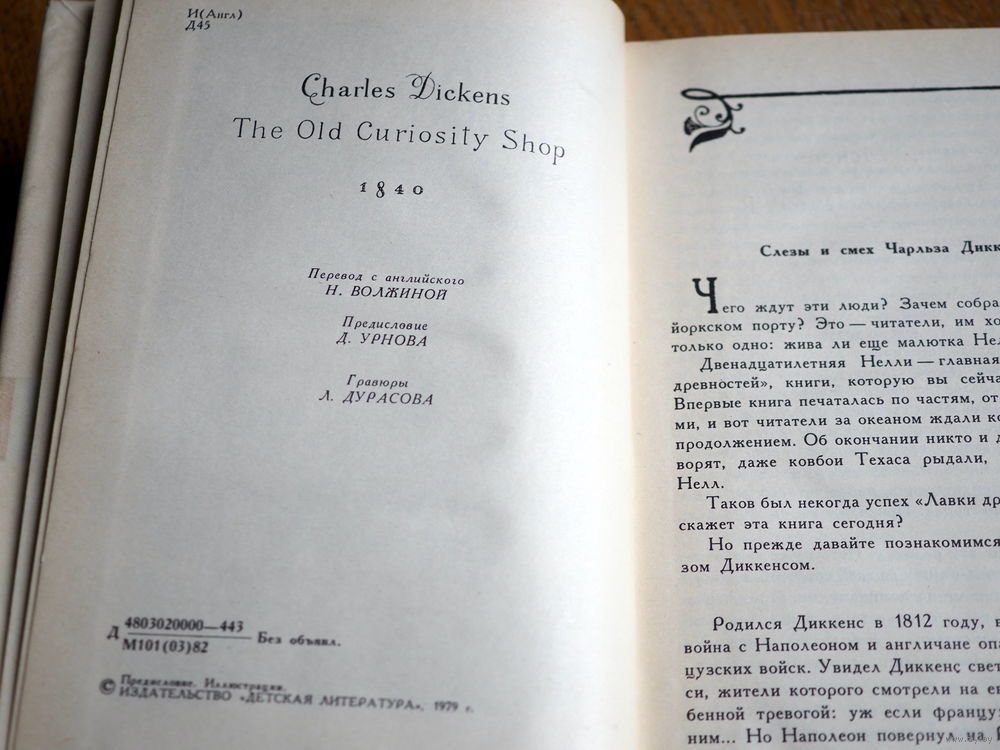 И(Англ)
Д45
Charles Dickens
The Old Curiosity Shop
1840
Перевод с английского
Н. ВОЛЖИНОЙ
Предисловие
Д. УРНОВА
Гравюры
Л. ДУРАСОВА
Д 4803020000—443
М101(03)82
Без объявл.
© Предисловие. Иллюстрации.
ИЗДАТЕЛЬСТВО «ДЕТСКАЯ ЛИТЕРАТУРА», 1979 г.
Слезы и смех Чарльза Дикк
Чего ждут эти люди? Зачем собра
йоркском порту? Это — читатели, им хо
только одно: жива ли еще малютка Нел
Двенадцатилетняя Нелли — главная
древностей», книги, которую вы сейча
Впервые книга печаталась по частям, от
ми, и вот читатели за океаном ждали ко
продолжением. Об окончании никто и д
ворят, даже ковбои Техаса рыдали,
Нелл.
Таков был некогда успех «Лавки др
скажет эта книга сегодня?
Но прежде давайте познакомимся
зом Диккенсом.
Родился Диккенс в 1812 году, в
война с Наполеоном и англичане опа
цузских войск. Увидел Диккенс свет
си, жители которого смотрели на ен
бенной тревогой: уж если францу
ним... Но Наполеон повернул на